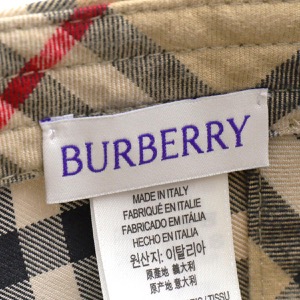 BURBERRY
MADE IN ITALY
FABRIQUÉ EN ITALIE
FABRICADO EM ITÁLIA
HECHO EN ITALIA
원산지: 이탈리아
原產地 義大利
原产地 意大利